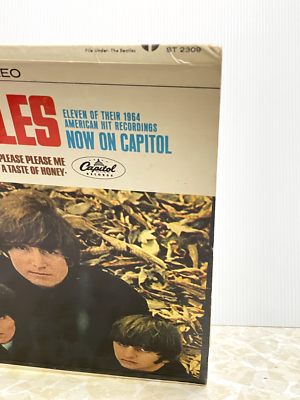 File Under: The Beatles ST 2309
EO
LES
ELEVEN OF THEIR 1964
AMERICAN HIT RECORDINGS
NOW ON CAPITOL
PLEASE PLEASE ME
A TASTE OF HONEY·
Capitol
RECORDS